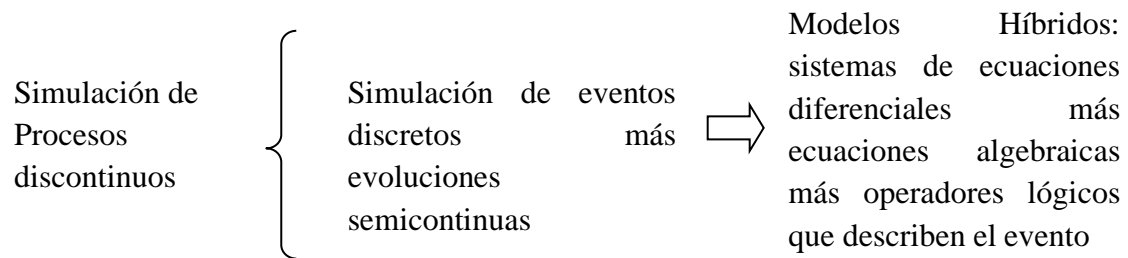 Simulación de
Procesos
discontinuos
Simulación de eventos
discretos más
evoluciones
semicontinuas
Modelos Híbridos:
sistemas de ecuaciones
diferenciales más
ecuaciones algebraicas
más operadores lógicos
que describen el evento